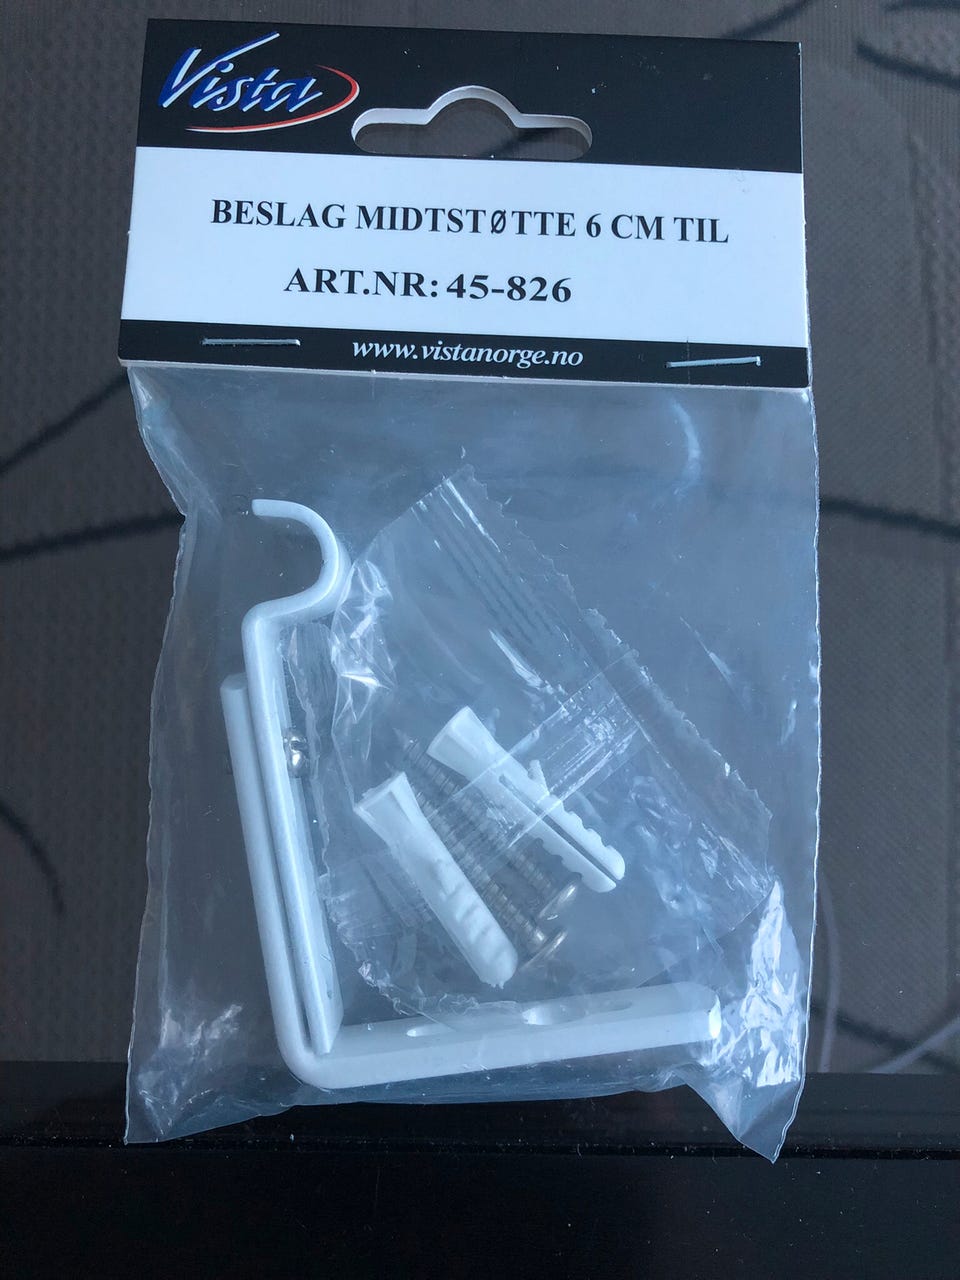 Vista
BESLAG MIDTSTØTTE 6 CM TIL
ART.NR: 45-826
www.vistanorge.no